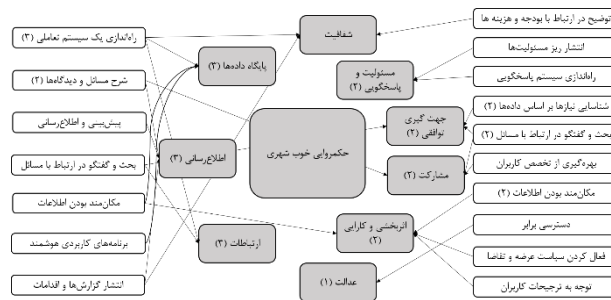 توضیح در ارتباط با بودجه و هزینه ها
انتشار ریز مسئولیت‌ها
راه‌اندازی سیستم پاسخگویی
شناسایی نیازها بر اساس داده‌ها (۲)
بحث و گفتگو در ارتباط با مسائل (۲)
بهره‌گیری از تخصص کاربران
مکان‌مند بودن اطلاعات (۲)
دسترسی برابر
فعال کردن سیاست عرضه و تقاضا
توجه به ترجیحات کاربران
شفافیت
مسئولیت و
پاسخگویی (۲)
جهت گیری
توافقی (۲)
مشارکت (۲)
اثربخشی و کارایی
(۲)
عدالت (۱)
حکمروایی خوب شهری
پایگاه داده‌ها (۳)
اطلاع‌رسانی (۳)
ارتباطات (۳)
راه‌اندازی یک سیستم تعاملی (۳)
شرح مسائل و دیدگاه‌ها (۲)
پیش‌بینی و اطلاع‌رسانی
بحث و گفتگو در ارتباط با مسائل
مکان‌مند بودن اطلاعات
برنامه‌های کاربردی هوشمند
انتشار گزارش‌ها و اقدامات